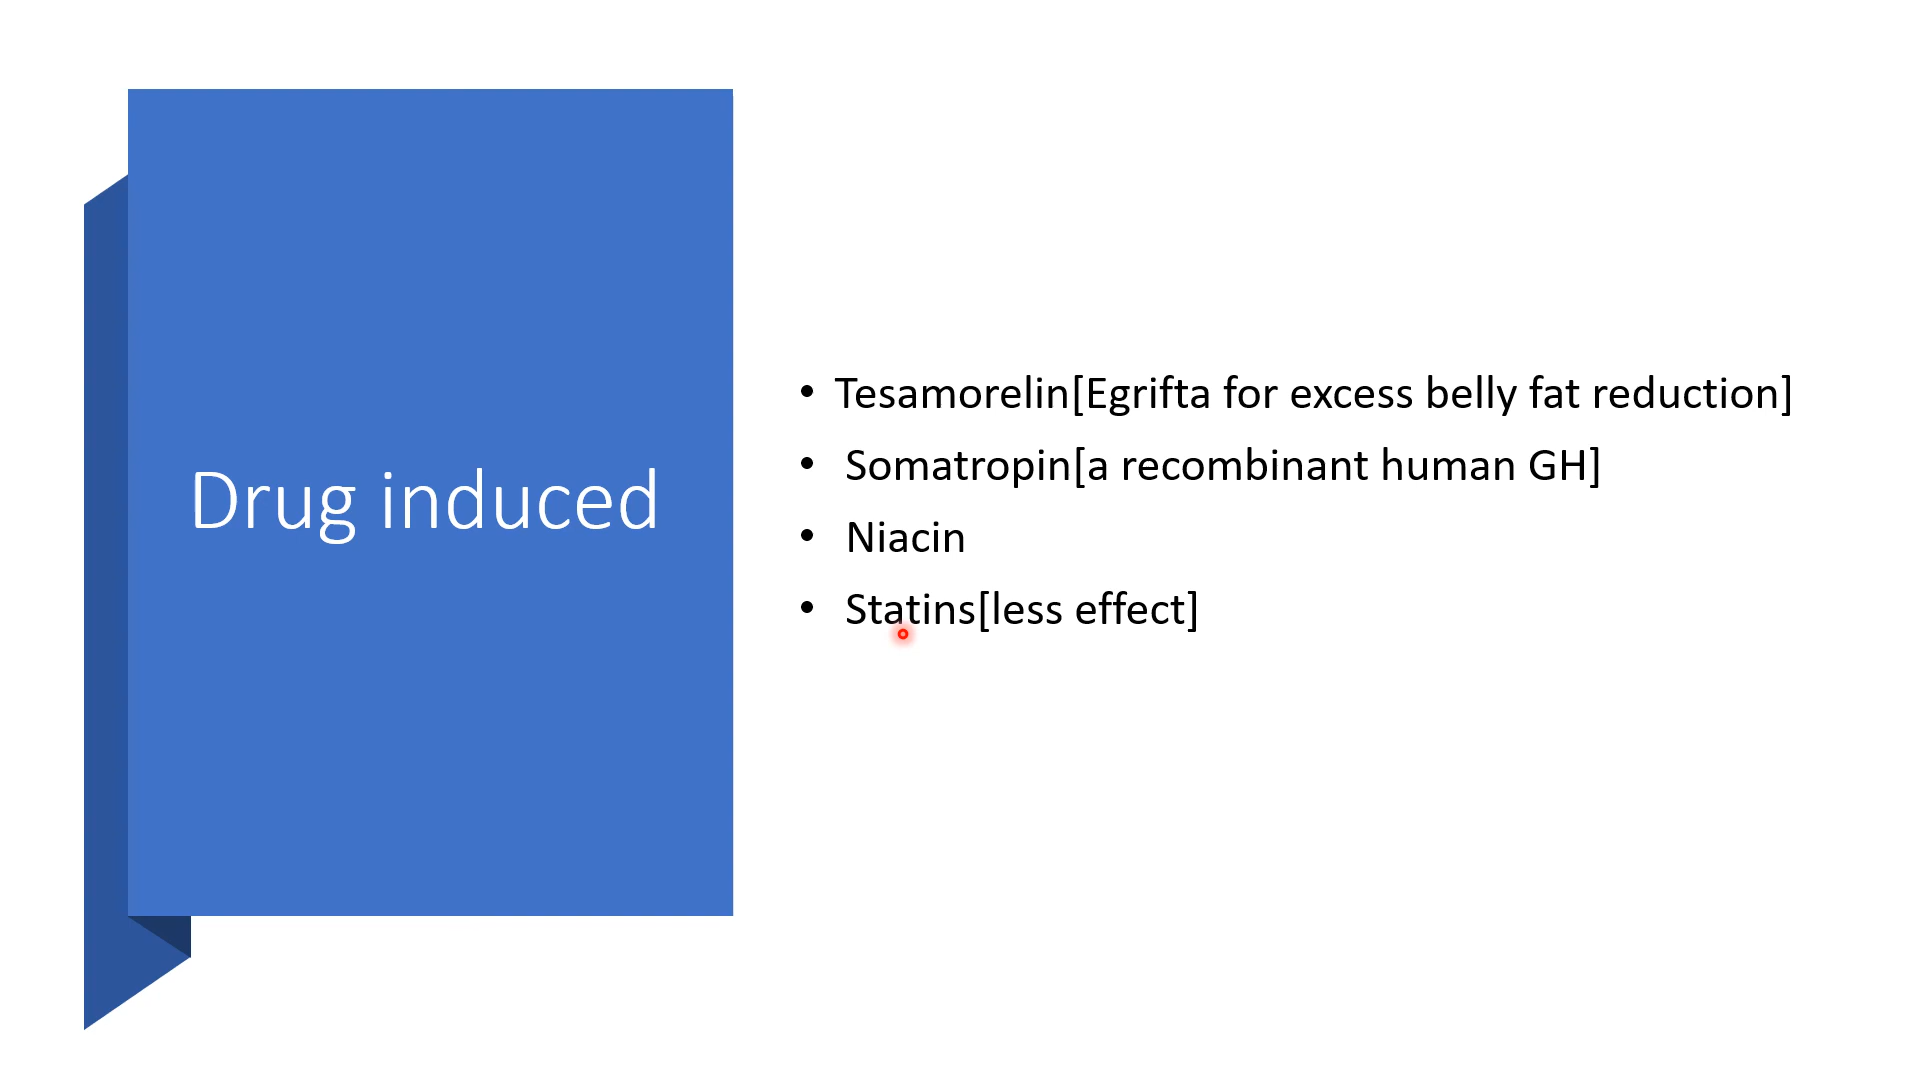 Drug induced
• Tesamorelin[Egrifta for excess belly fat reduction]
• Somatropin[a recombinant human GH]
• Niacin
• Statins[less effect]